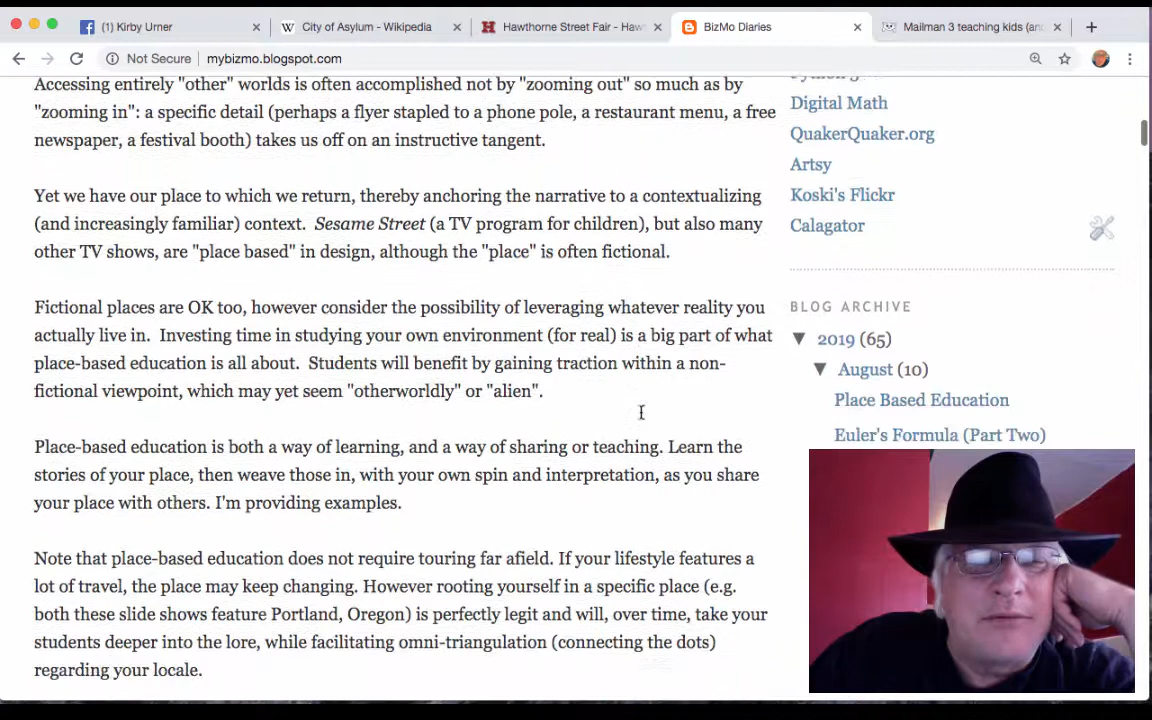 (1) Kirby Urner
City of Asylum - Wikipedia
Hawthorne Street Fair - Haw
BizMo Diaries
Mailman 3 teaching kids (an
Not Secure
mybizmo.blogspot.com
Accessing entirely "other" worlds is often accomplished not by "zooming out" so much as by
"zooming in": a specific detail (perhaps a flyer stapled to a phone pole, a restaurant menu, a free
newspaper, a festival booth) takes us off on an instructive tangent.
Yet we have our place to which we return, thereby anchoring the narrative to a contextualizing
(and increasingly familiar) context. Sesame Street (a TV program for children), but also many
other TV shows, are "place based" in design, although the "place" is often fictional.
Fictional places are OK too, however consider the possibility of leveraging whatever reality you
actually live in. Investing time in studying your own environment (for real) is a big part of what
place-based education is all about. Students will benefit by gaining traction within a non-
fictional viewpoint, which may yet seem "otherworldly" or "alien".
Place-based education is both a way of learning, and a way of sharing or teaching. Learn the
stories of your place, then weave those in, with your own spin and interpretation, as you share
your place with others. I'm providing examples.
Note that place-based education does not require touring far afield. If your lifestyle features a
lot of travel, the place may keep changing. However rooting yourself in a specific place (e.g.
both these slide shows feature Portland, Oregon) is perfectly legit and will, over time, take your
students deeper into the lore, while facilitating omni-triangulation (connecting the dots)
regarding your locale.
Digital Math
QuakerQuaker.org
Artsy
Koski's Flickr
Calagator
BLOG ARCHIVE
▼ 2019 (65)
▼ August (10)
Place Based Education
Euler's Formula (Part Two)